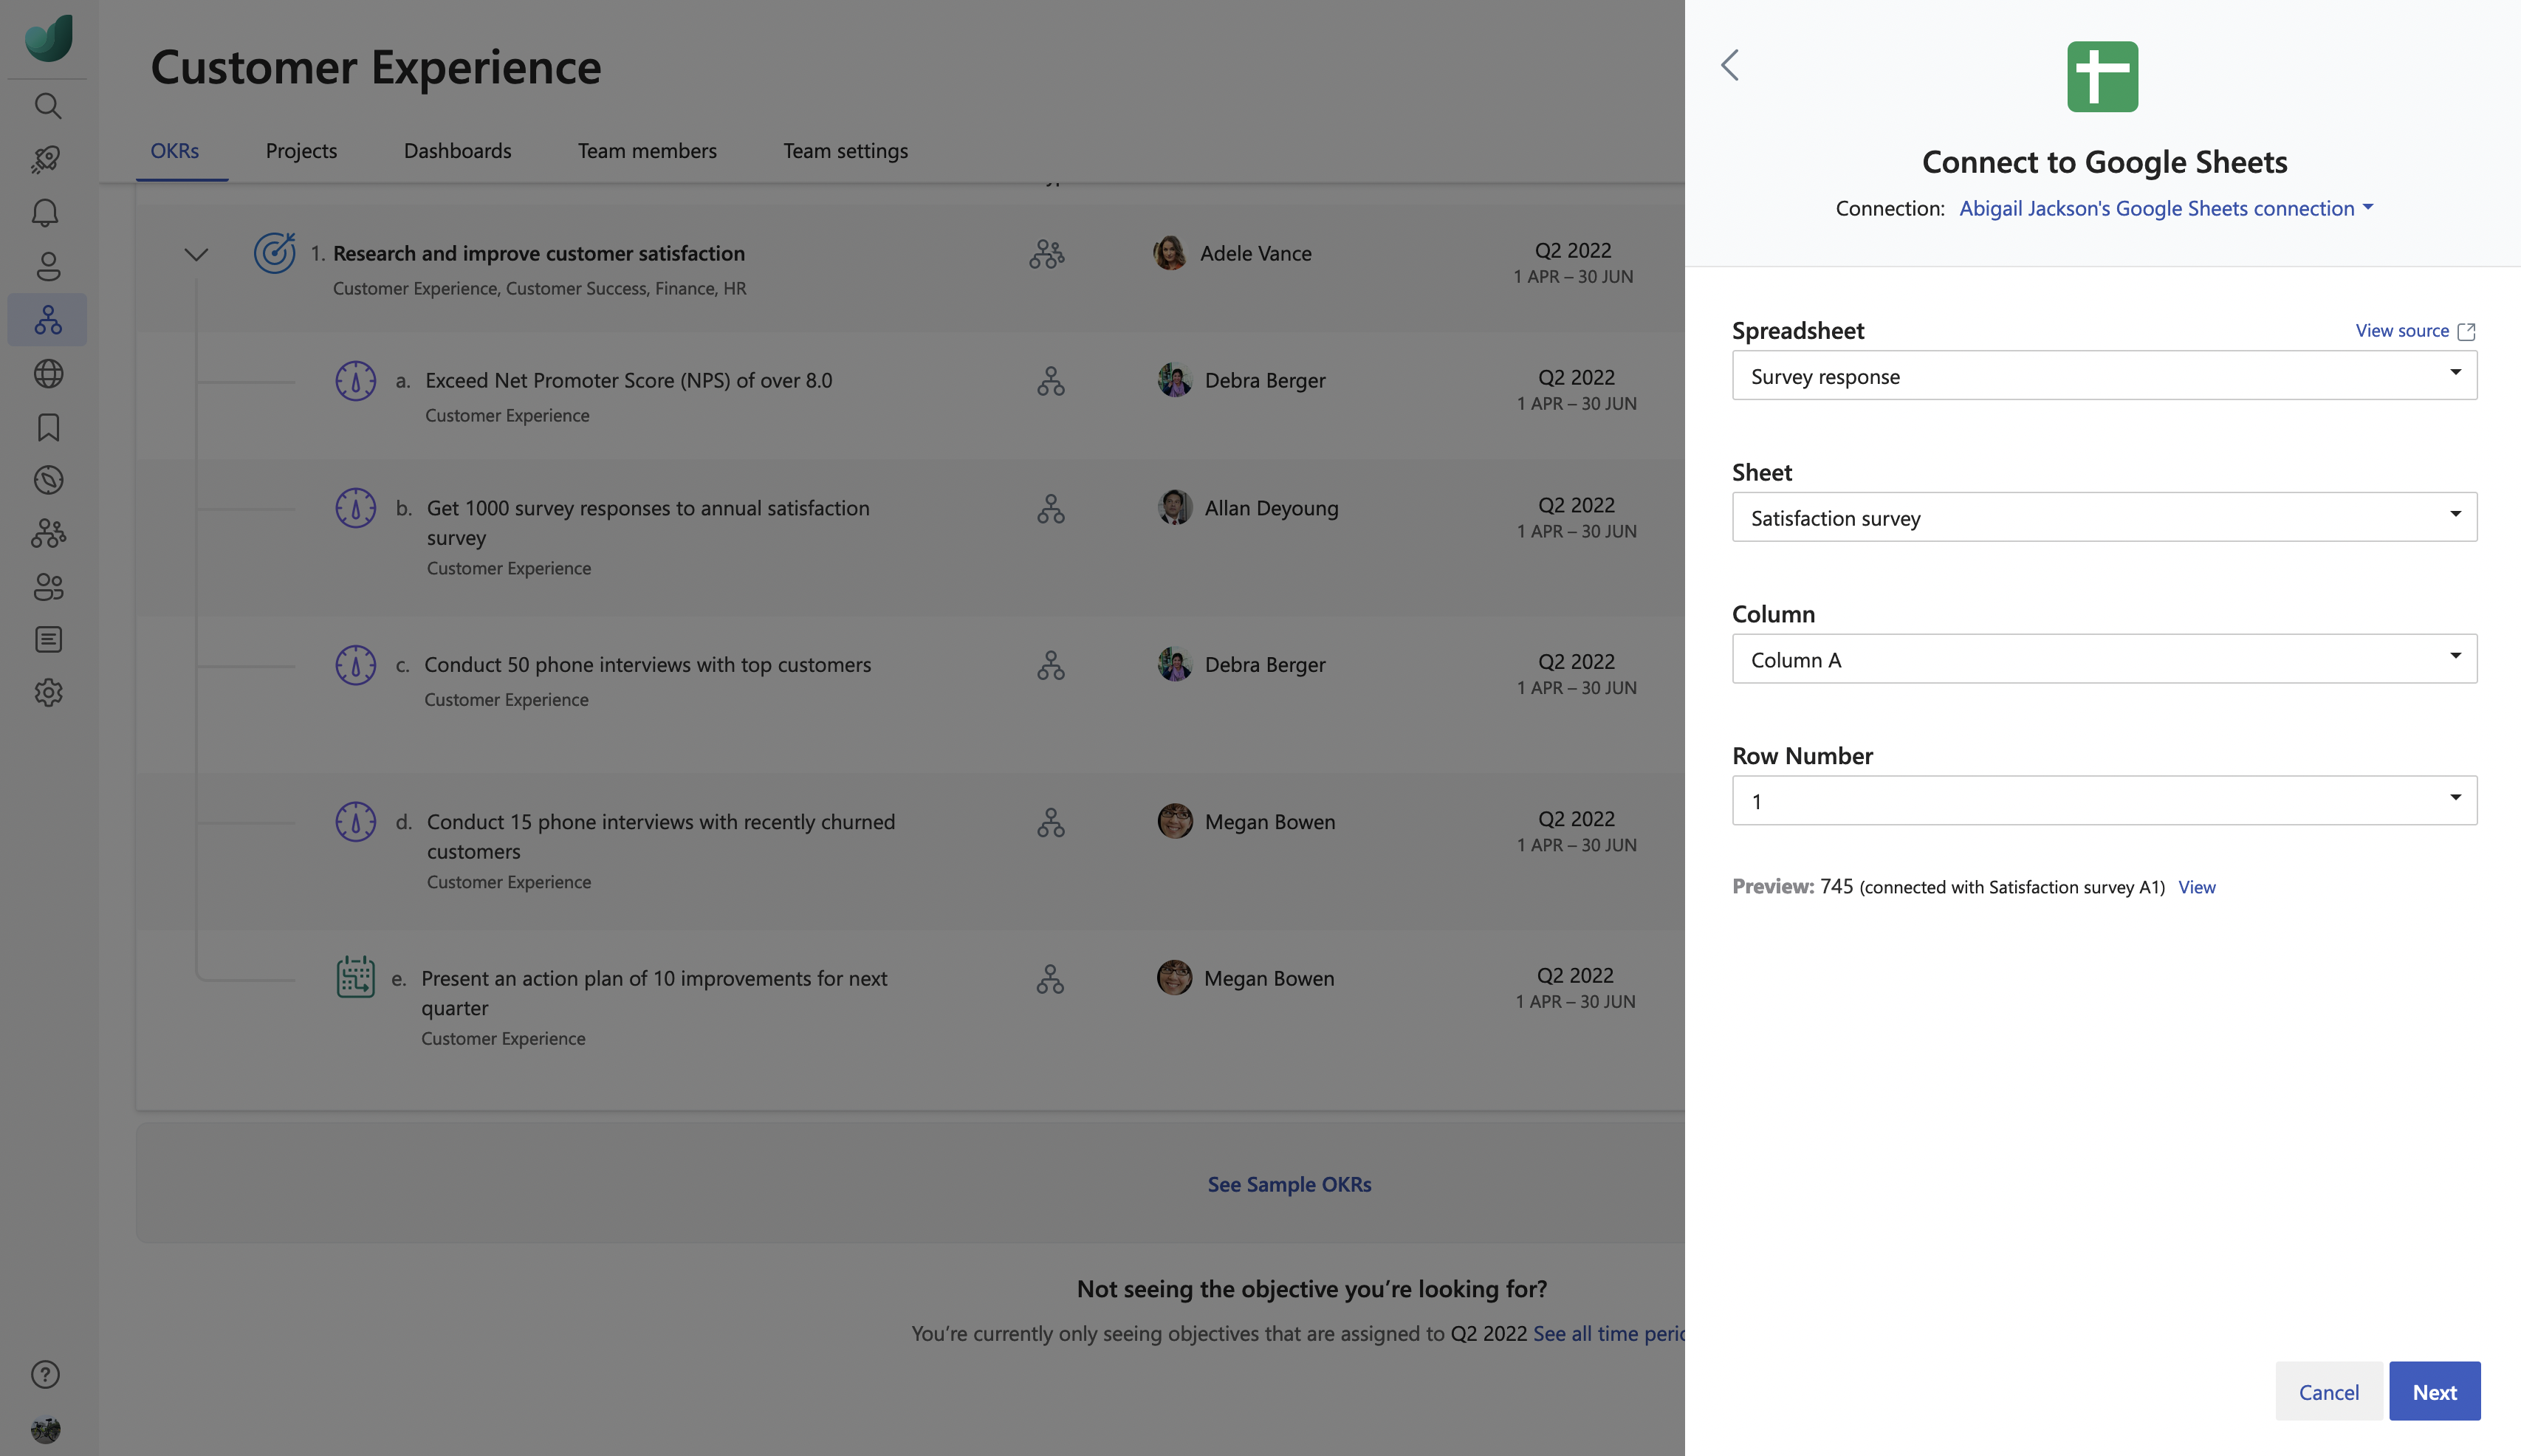 Customer Experience
OKRs
Projects
Dashboards
Team members
Team settings
1. Research and improve customer satisfaction
Customer Experience, Customer Success, Finance, HR
Adele Vance
Q2 2022
1 APR – 30 JUN
a. Exceed Net Promoter Score (NPS) of over 8.0
Customer Experience
Debra Berger
Q2 2022
1 APR – 30 JUN
b. Get 1000 survey responses to annual satisfaction
survey
Customer Experience
Allan Deyoung
Q2 2022
1 APR – 30 JUN
c. Conduct 50 phone interviews with top customers
Customer Experience
Debra Berger
Q2 2022
1 APR – 30 JUN
d. Conduct 15 phone interviews with recently churned
customers
Customer Experience
Megan Bowen
Q2 2022
1 APR – 30 JUN
e. Present an action plan of 10 improvements for next
quarter
Customer Experience
Megan Bowen
Q2 2022
1 APR – 30 JUN
See Sample OKRs
Not seeing the objective you’re looking for?
You’re currently only seeing objectives that are assigned to Q2 2022 See all time
Connect to Google Sheets
Connection: Abigail Jackson's Google Sheets connection
Spreadsheet
View source
Survey response
Sheet
Satisfaction survey
Column
Column A
Row Number
1
Preview: 745 (connected with Satisfaction survey A1) View
Cancel
Next